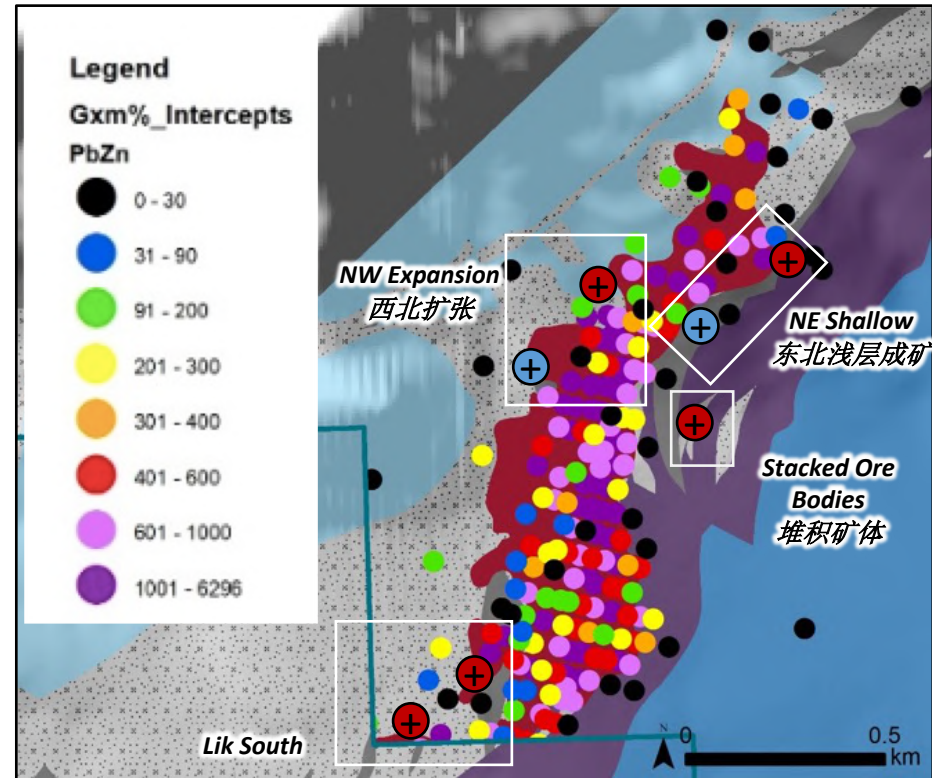 Legend
Gxm%_Intercepts
PbZn
0 - 30
31 - 90
91 - 200
201 - 300
301 - 400
401 - 600
601 - 1000
1001 - 6296
NW Expansion
西北扩张
NE Shallow
东北浅层成矿
Stacked Ore
Bodies
堆积矿体
Lik South
N
0
0.5
km